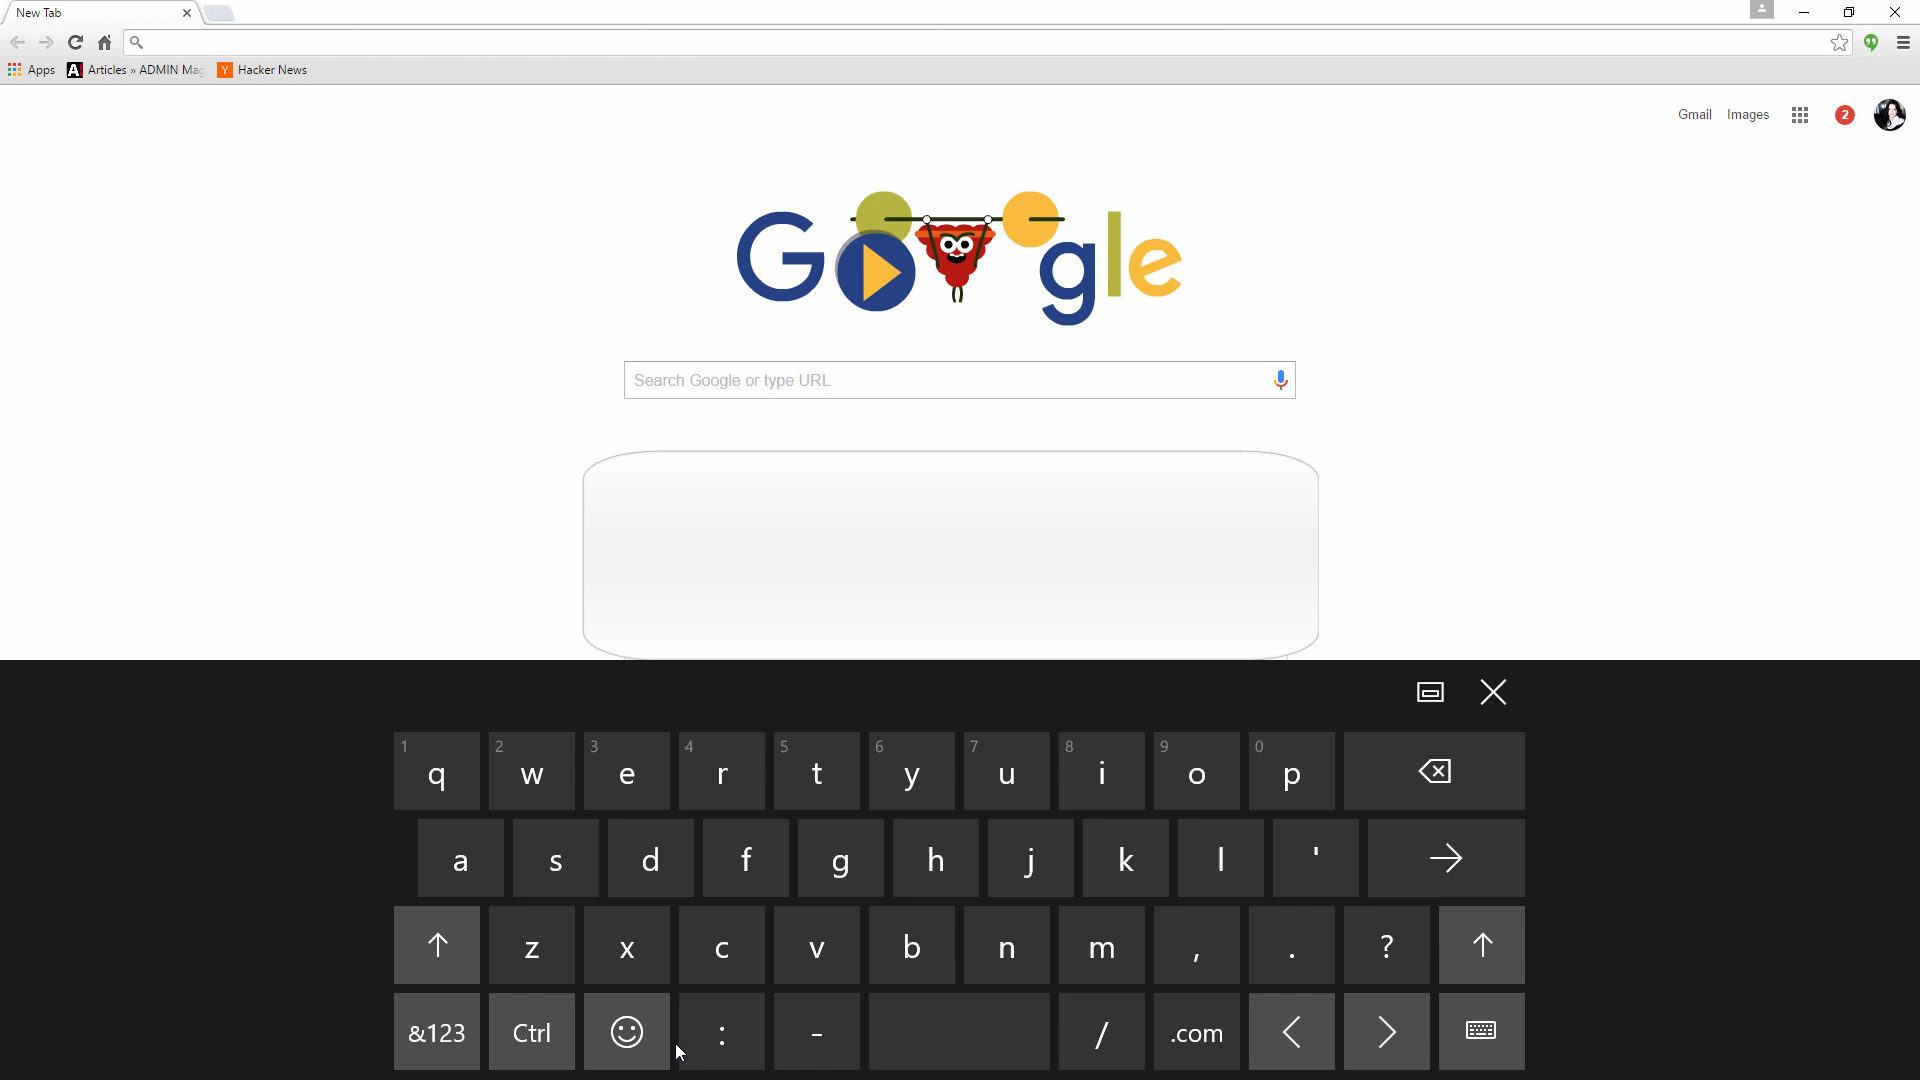 New Tab
Apps Articles » ADMIN Mag Hacker News
Gmail Images 2
Google
Search Google or type URL
1 2 3 4 5 6 7 8 9 0
q w e r t y u i o p
a s d f g h j k l '
z x c v b n m , . ?
&123 Ctrl : - / .com